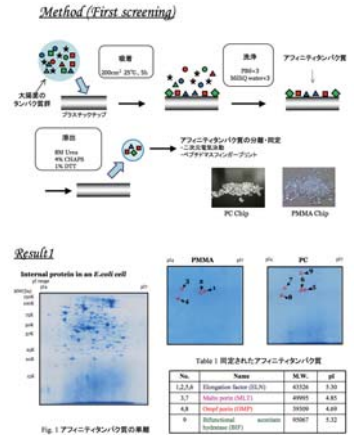 Method (First screening)
吸着
200cm² 25℃, 5h
洗浄
PBS×3
MilliQ water×3
アフィニティタンパク質
大腸菌の
タンパク質群
プラスチックチップ
溶出
8M Urea
4% CHAPS
1% DTT
アフィニティタンパク質の分離・同定
-二次元電気泳動
-ペプチドマスフィンガープリント
PC Chip
PMMA Chip
Result1
Internal protein in an E.coli cell
pI range
pI4
pI7
PMMA
PC
Table 1 同定されたアフィニティタンパク質
No. Name M.W. pI
1,2,5,6 Elongation factor (ELN) 43326 5.30
3,7 Malto porin (MLT) 49995 4.85
4,8 OmpF porin (OMP) 39309 4.69
9 Bifunctional aconitate hydratase (BIF) 95067 5.32
Fig. 1 アフィニティタンパク質の単離